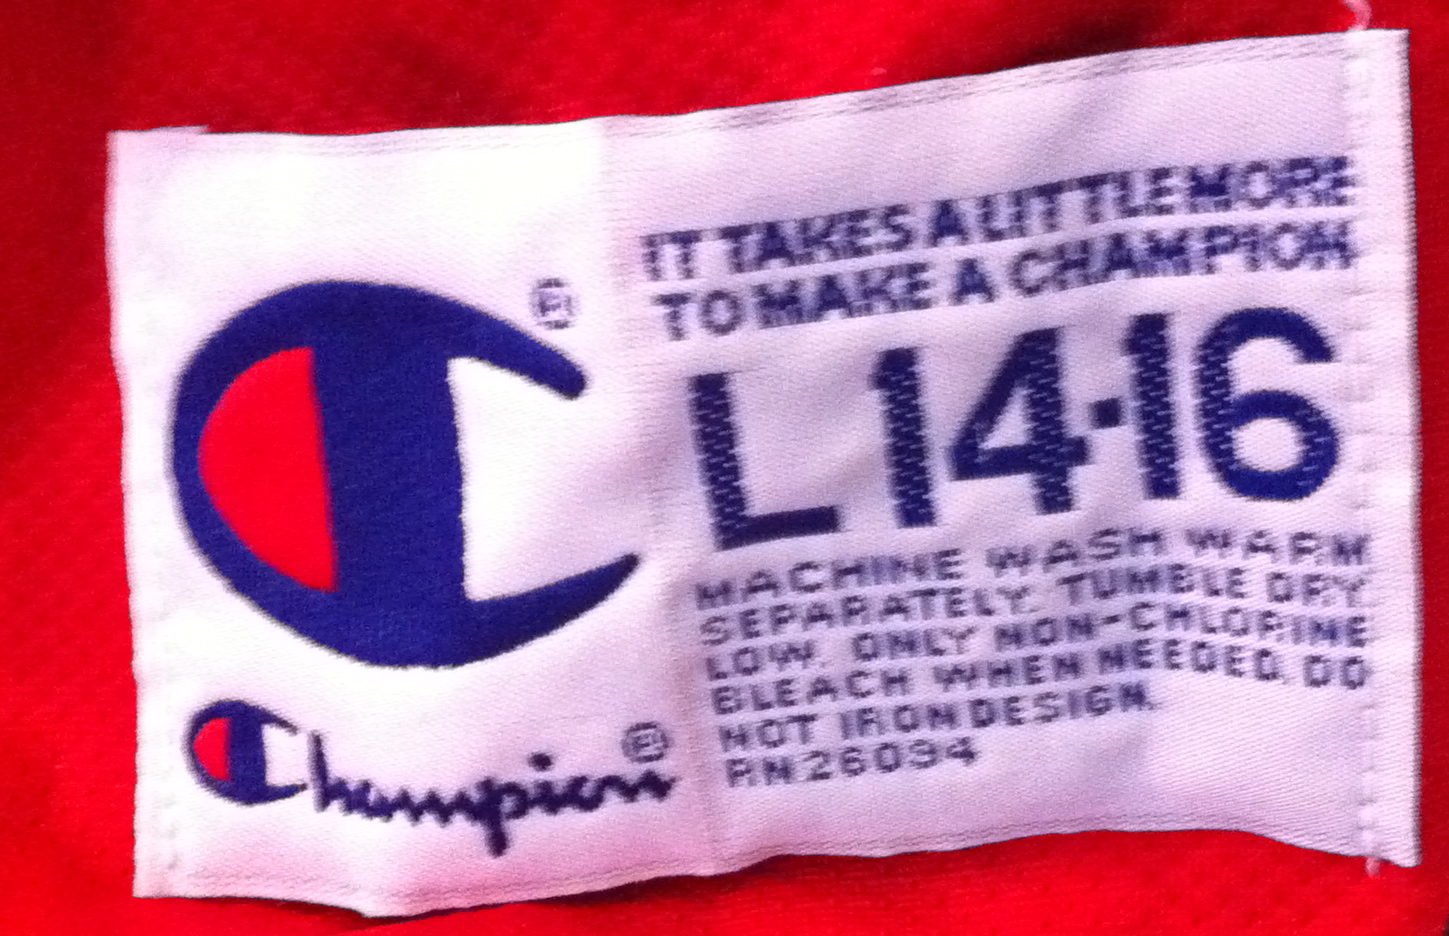 ®
IT TAKES A LITTLE MORE
TO MAKE A CHAMPION
L 14-16
MACHINE WASH WARM
SEPARATELY. TUMBLE DRY
LOW. ONLY NON-CHLORINE
BLEACH WHEN NEEDED. DO
NOT IRON DESIGN.
RN 26094
Champion®